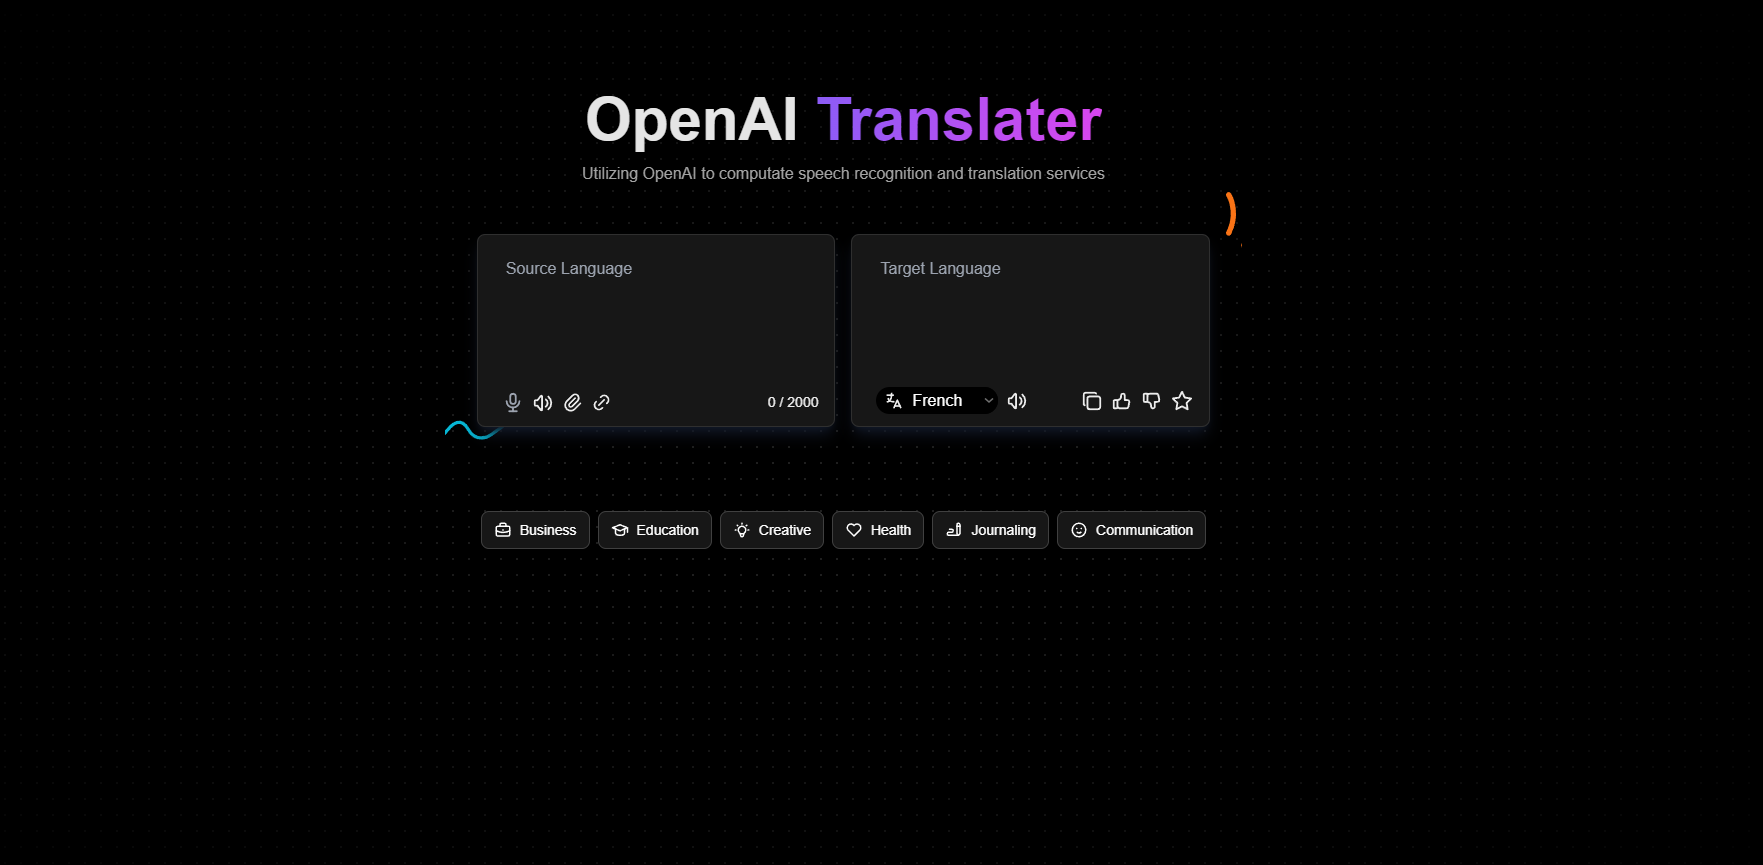 OpenAI Translater
Utilizing OpenAI to computate speech recognition and translation services
Source Language
0 / 2000
Target Language
French
Business
Education
Creative
Health
Journaling
Communication